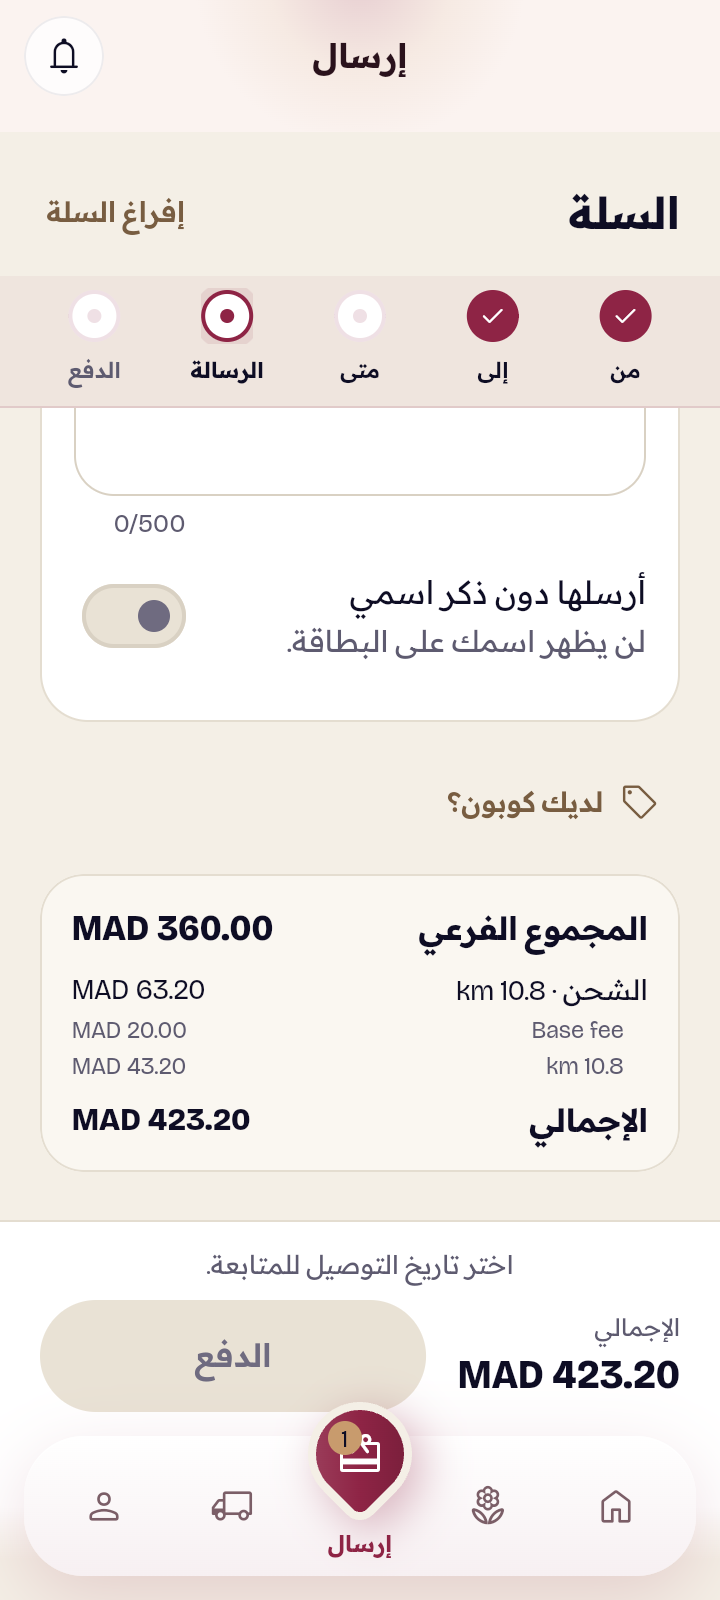 إرسال
السلة
إفراغ السلة
من
إلى
متى
الرسالة
الدفع
0/500
أرسلها دون ذكر اسمي
لن يظهر اسمك على البطاقة.
لديك كوبون؟
المجموع الفرعي MAD 360.00
الشحن · 10.8 km MAD 63.20
Base fee MAD 20.00
10.8 km MAD 43.20
الإجمالي MAD 423.20
اختر تاريخ التوصيل للمتابعة.
الإجمالي
MAD 423.20
الدفع
1
إرسال